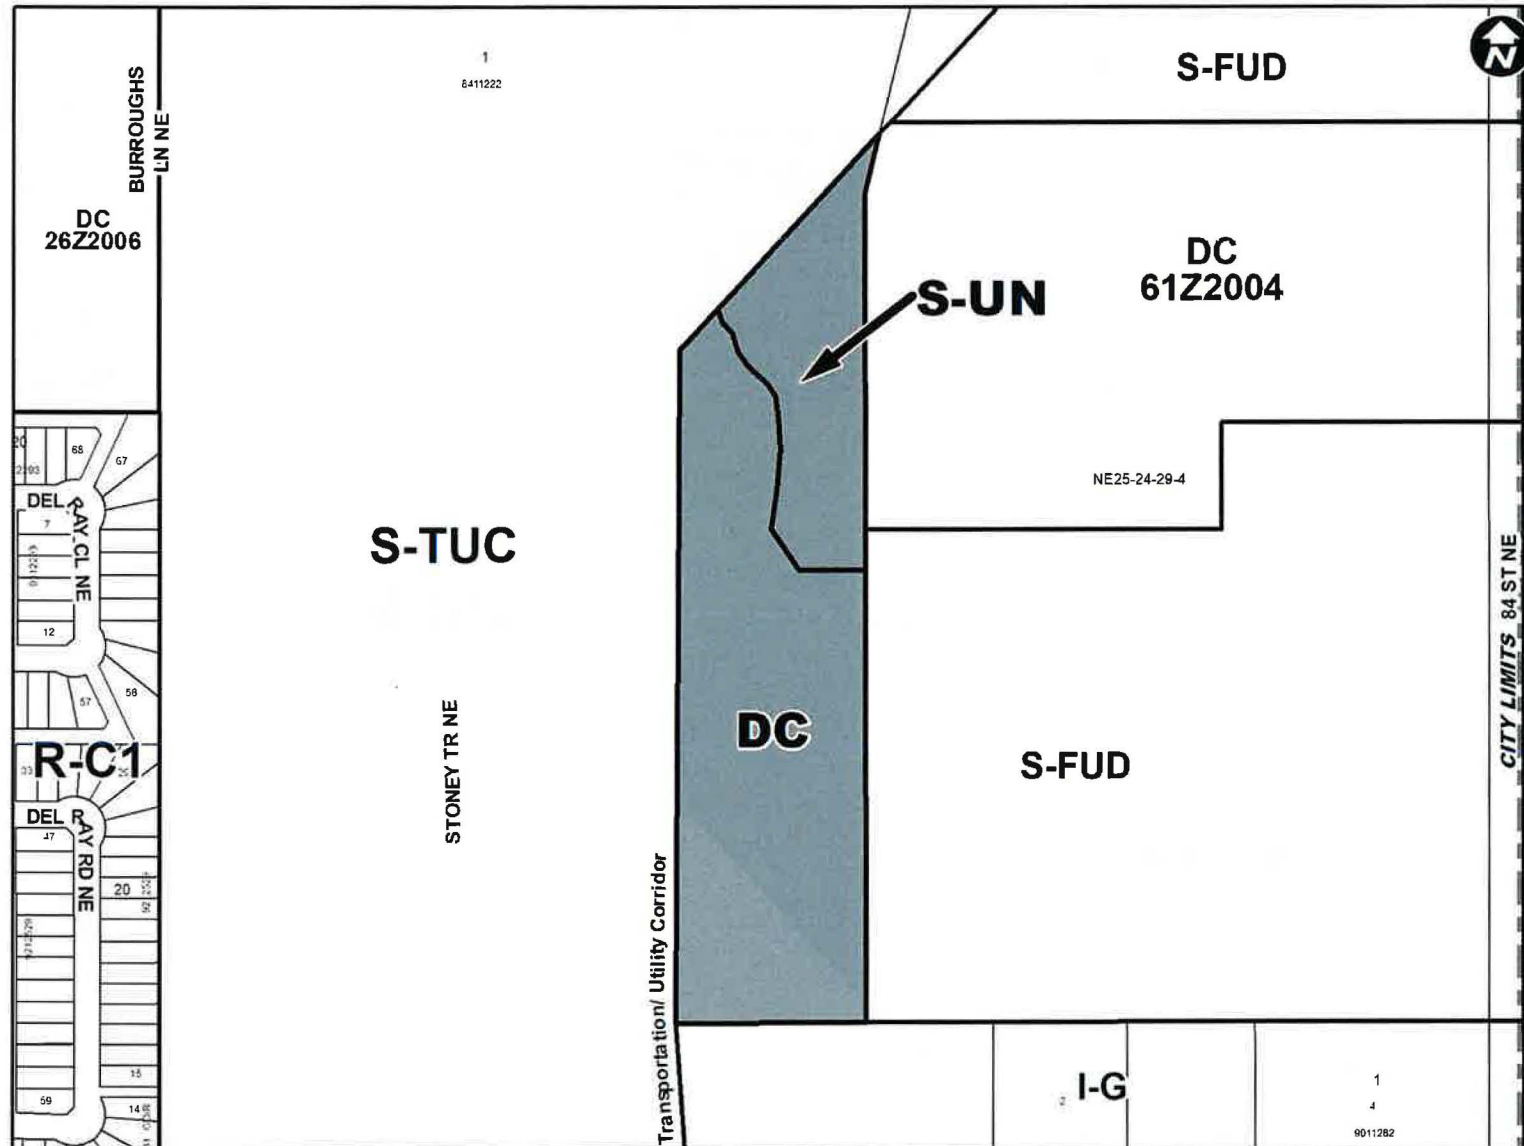 1
8411222
S-FUD
N
BURROUGHS
LN NE
DC
26Z2006
DC
61Z2004
S-UN
NE25-24-29-4
68
67
DEL RAY CL NE
7
12
S-TUC
57
58
R-C1
STONEY TR NE
DC
S-FUD
CITY LIMITS 84 ST NE
DEL RAY RD NE
47
20
Transportation/ Utility Corridor
59
15
14
2
I-G
1
4
9011282